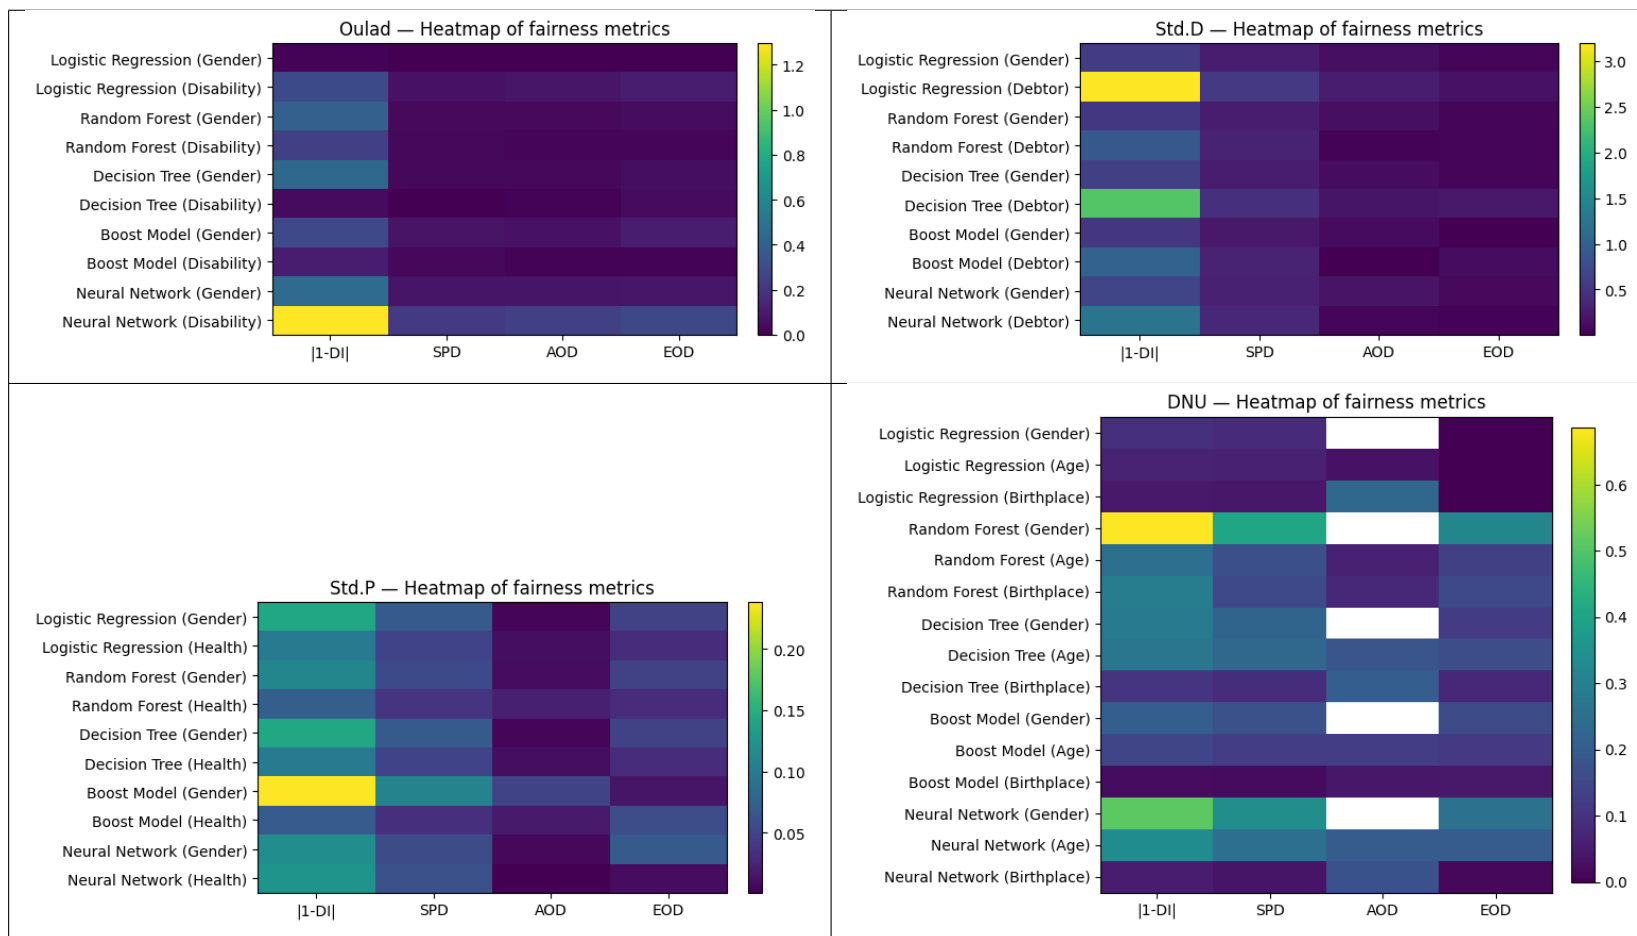 Oulad — Heatmap of fairness metrics
Logistic Regression (Gender)
Logistic Regression (Disability)
Random Forest (Gender)
Random Forest (Disability)
Decision Tree (Gender)
Decision Tree (Disability)
Boost Model (Gender)
Boost Model (Disability)
Neural Network (Gender)
Neural Network (Disability)
|1-DI| SPD AOD EOD
1.2
1.0
0.8
0.6
0.4
0.2
0.0
Std.D — Heatmap of fairness metrics
Logistic Regression (Gender)
Logistic Regression (Debtor)
Random Forest (Gender)
Random Forest (Debtor)
Decision Tree (Gender)
Decision Tree (Debtor)
Boost Model (Gender)
Boost Model (Debtor)
Neural Network (Gender)
Neural Network (Debtor)
|1-DI| SPD AOD EOD
3.0
2.5
2.0
1.5
1.0
0.5
Std.P — Heatmap of fairness metrics
Logistic Regression (Gender)
Logistic Regression (Health)
Random Forest (Gender)
Random Forest (Health)
Decision Tree (Gender)
Decision Tree (Health)
Boost Model (Gender)
Boost Model (Health)
Neural Network (Gender)
Neural Network (Health)
|1-DI| SPD AOD EOD
0.20
0.15
0.10
0.05
DNU — Heatmap of fairness metrics
Logistic Regression (Gender)
Logistic Regression (Age)
Logistic Regression (Birthplace)
Random Forest (Gender)
Random Forest (Age)
Random Forest (Birthplace)
Decision Tree (Gender)
Decision Tree (Age)
Decision Tree (Birthplace)
Boost Model (Gender)
Boost Model (Age)
Boost Model (Birthplace)
Neural Network (Gender)
Neural Network (Age)
Neural Network (Birthplace)
|1-DI| SPD AOD EOD
0.6
0.5
0.4
0.3
0.2
0.1
0.0